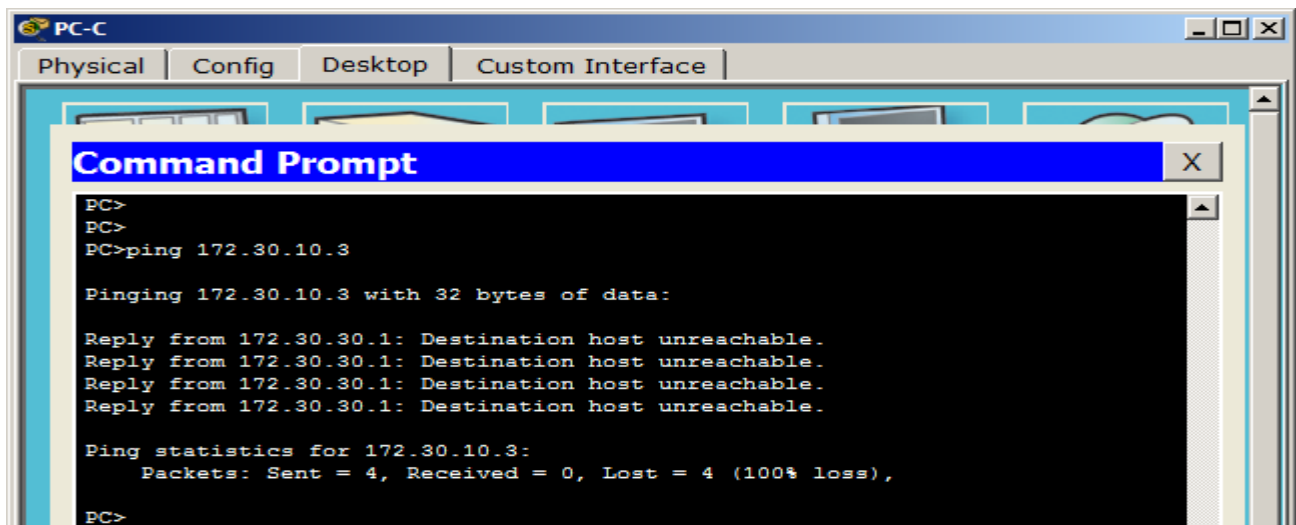 PC-C
Physical Config Desktop Custom Interface
Command Prompt X
PC>
PC>
PC>ping 172.30.10.3
Pinging 172.30.10.3 with 32 bytes of data:
Reply from 172.30.30.1: Destination host unreachable.
Reply from 172.30.30.1: Destination host unreachable.
Reply from 172.30.30.1: Destination host unreachable.
Reply from 172.30.30.1: Destination host unreachable.
Ping statistics for 172.30.10.3:
Packets: Sent = 4, Received = 0, Lost = 4 (100% loss),
PC>